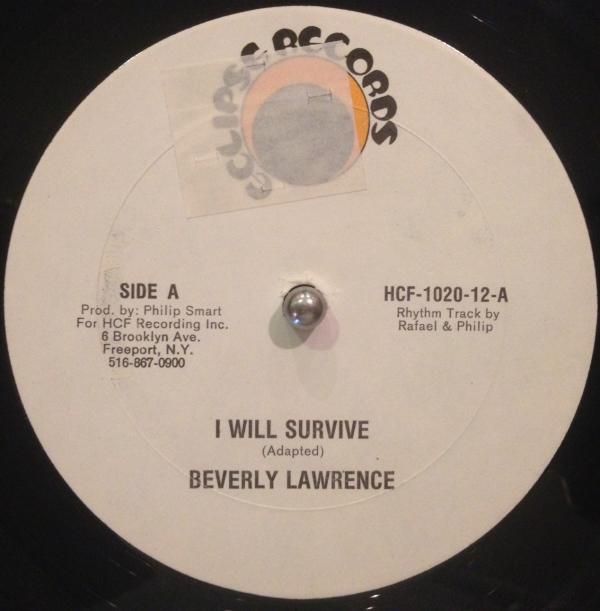 ECLIPSE RECORDS
SIDE A
Prod. by: Philip Smart
For HCF Recording Inc.
6 Brooklyn Ave.
Freeport, N.Y.
516-867-0900
HCF-1020-12-A
Rhythm Track by
Rafael & Philip
I WILL SURVIVE
(Adapted)
BEVERLY LAWRENCE